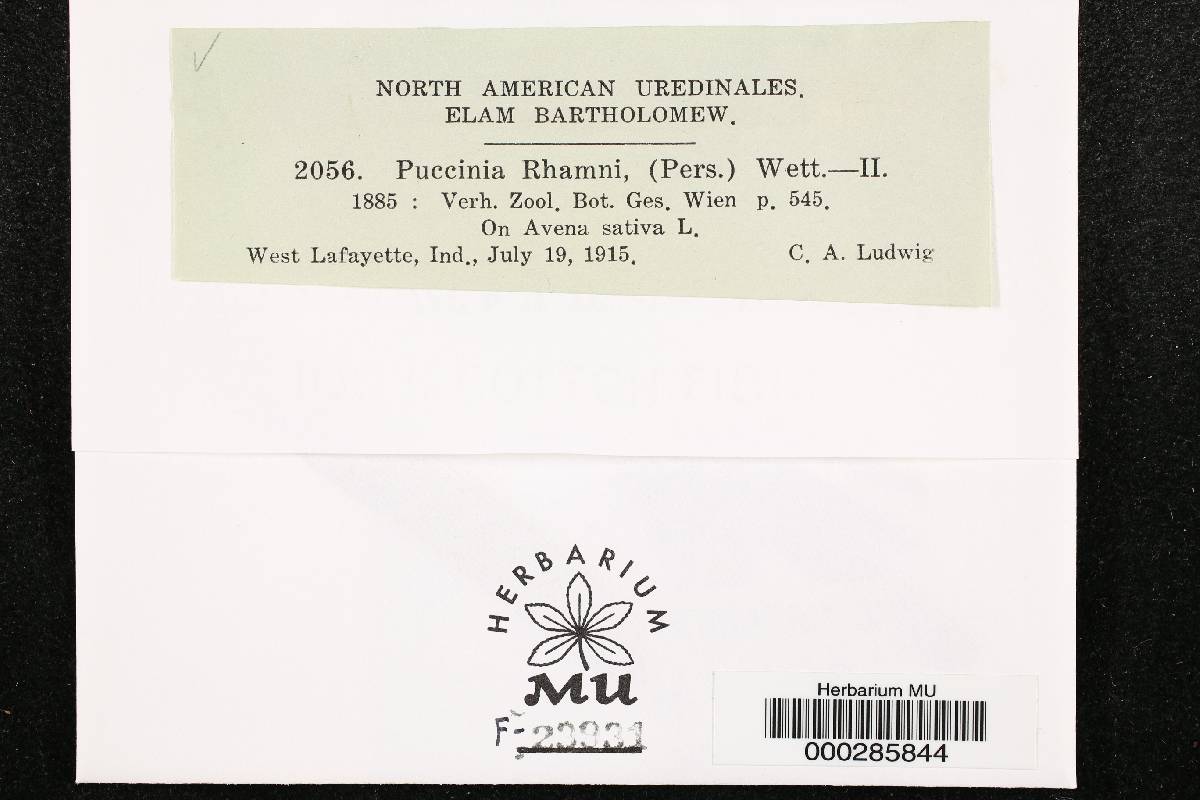 NORTH AMERICAN UREDINALES.
ELAM BARTHOLOMEW.
2056. Puccinia Rhamni, (Pers.) Wett.—II.
1885 : Verh. Zool. Bot. Ges. Wien p. 545.
On Avena sativa L.
West Lafayette, Ind., July 19, 1915. C. A. Ludwig
HERBARIUM
MU
F-23931
Herbarium MU
000285844